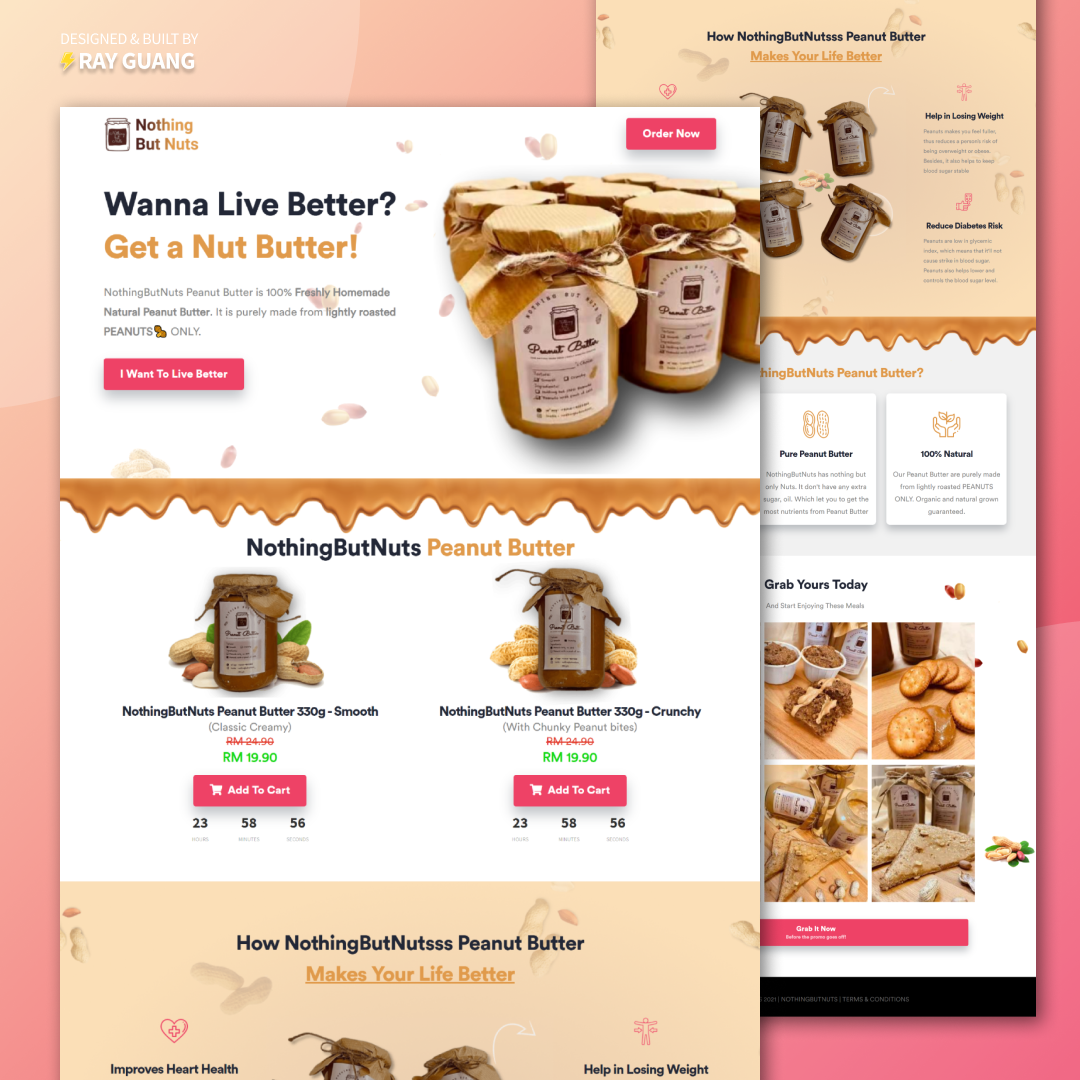 DESIGNED & BUILT BY
⚡RAY GUANG
Nothing
But Nuts
Order Now
Wanna Live Better?
Get a Nut Butter!
NothingButNuts Peanut Butter is 100% Freshly Homemade
Natural Peanut Butter. It is purely made from lightly roasted
PEANUTS🥜 ONLY.
I Want To Live Better
NOTHING BUT NUTS
Peanut Butter
NothingButNuts Peanut Butter
NothingButNuts Peanut Butter 330g - Smooth
(Classic Creamy)
RM 24.90
RM 19.90
Add To Cart
23 58 56
HOURS MINUTES SECONDS
NothingButNuts Peanut Butter 330g - Crunchy
(With Chunky Peanut bites)
RM 24.90
RM 19.90
Add To Cart
23 58 56
HOURS MINUTES SECONDS
How NothingButNutsss Peanut Butter
Makes Your Life Better
Improves Heart Health
Help in Losing Weight
How NothingButNutsss Peanut Butter
Makes Your Life Better
Help in Losing Weight
Peanuts makes you feel fuller,
thus reduces a person's risk of
being overweight or obese.
Besides, it also helps to keep
blood sugar stable
Reduce Diabetes Risk
Peanuts are low in glycemic
index, which means that it'll not
cause strike in blood sugar.
Peanuts also helps lower and
controls the blood sugar level.
hingButNuts Peanut Butter?
Pure Peanut Butter
NothingButNuts has nothing but
only Nuts. It don't have any extra
sugar, oil. Which let you to get the
most nutrients from Peanut Butter
100% Natural
Our Peanut Butter are purely made
from lightly roasted PEANUTS
ONLY. Organic and natural grown
guaranteed.
Grab Yours Today
And Start Enjoying These Meals
Grab It Now
Before the promo goes off!
2021 | NOTHINGBUTNUTS | TERMS & CONDITIONS